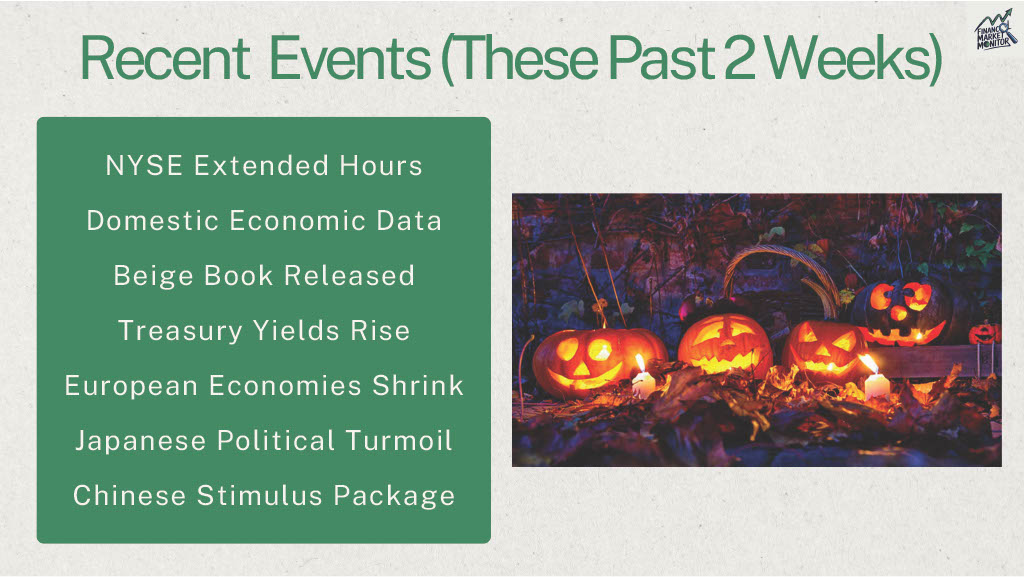 Recent Events (These Past 2 Weeks)
FINANCIAL
MARKET
MONITOR
NYSE Extended Hours
Domestic Economic Data
Beige Book Released
Treasury Yields Rise
European Economies Shrink
Japanese Political Turmoil
Chinese Stimulus Package